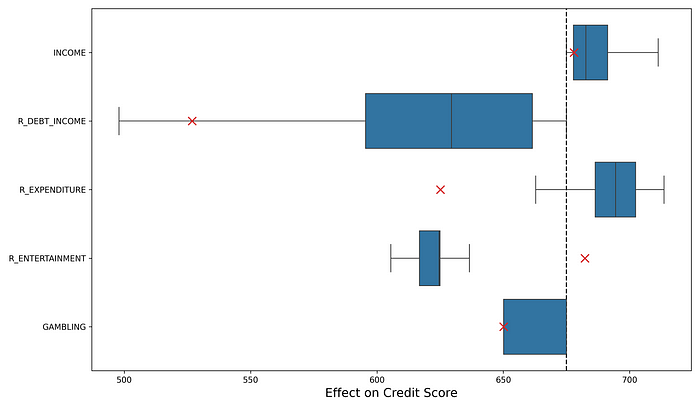 INCOME
R_DEBT_INCOME
R_EXPENDITURE
R_ENTERTAINMENT
GAMBLING
500 550 600 650 700
Effect on Credit Score